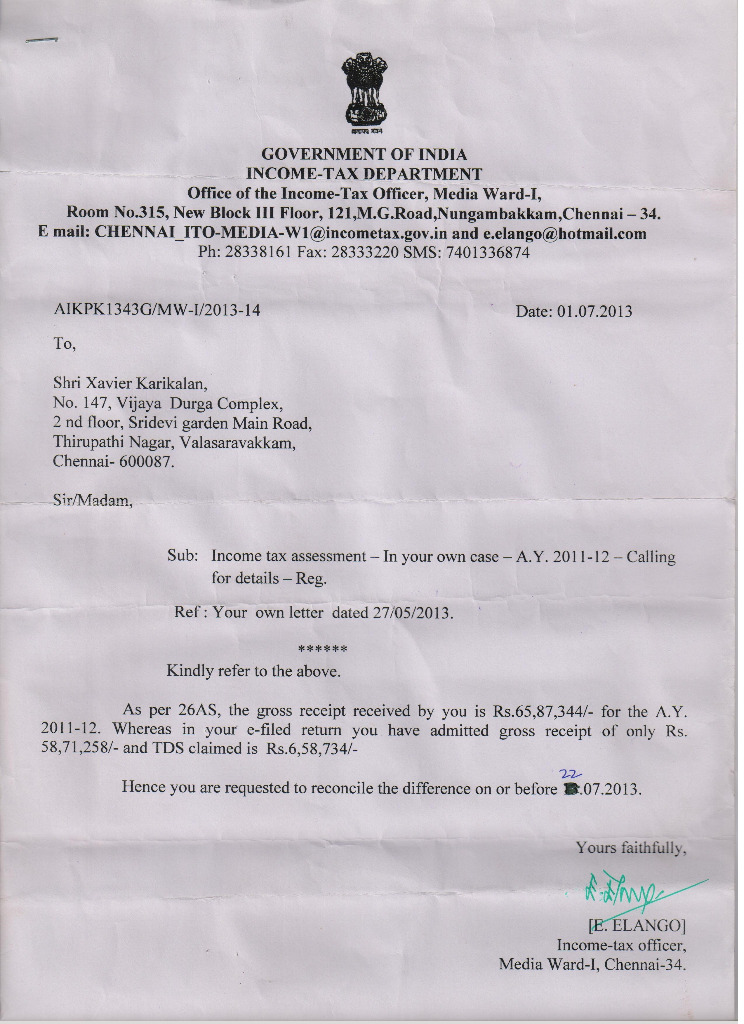 GOVERNMENT OF INDIA
INCOME-TAX DEPARTMENT
Office of the Income-Tax Officer, Media Ward-I,
Room No.315, New Block III Floor, 121,M.G.Road,Nungambakkam,Chennai – 34.
E mail: CHENNAI_ITO-MEDIA-W1@incometax.gov.in and e.elango@hotmail.com
Ph: 28338161 Fax: 28333220 SMS: 7401336874
AIKPK1343G/MW-I/2013-14 Date: 01.07.2013
To,
Shri Xavier Karikalan,
No. 147, Vijaya Durga Complex,
2 nd floor, Sridevi garden Main Road,
Thirupathi Nagar, Valasaravakkam,
Chennai- 600087.
Sir/Madam,
Sub: Income tax assessment – In your own case – A.Y. 2011-12 – Calling
for details – Reg.
Ref : Your own letter dated 27/05/2013.
******
Kindly refer to the above.
As per 26AS, the gross receipt received by you is Rs.65,87,344/- for the A.Y.
2011-12. Whereas in your e-filed return you have admitted gross receipt of only Rs.
58,71,258/- and TDS claimed is Rs.6,58,734/-
22
Hence you are requested to reconcile the difference on or before .07.2013.
Yours faithfully,
[E. ELANGO]
Income-tax officer,
Media Ward-I, Chennai-34.